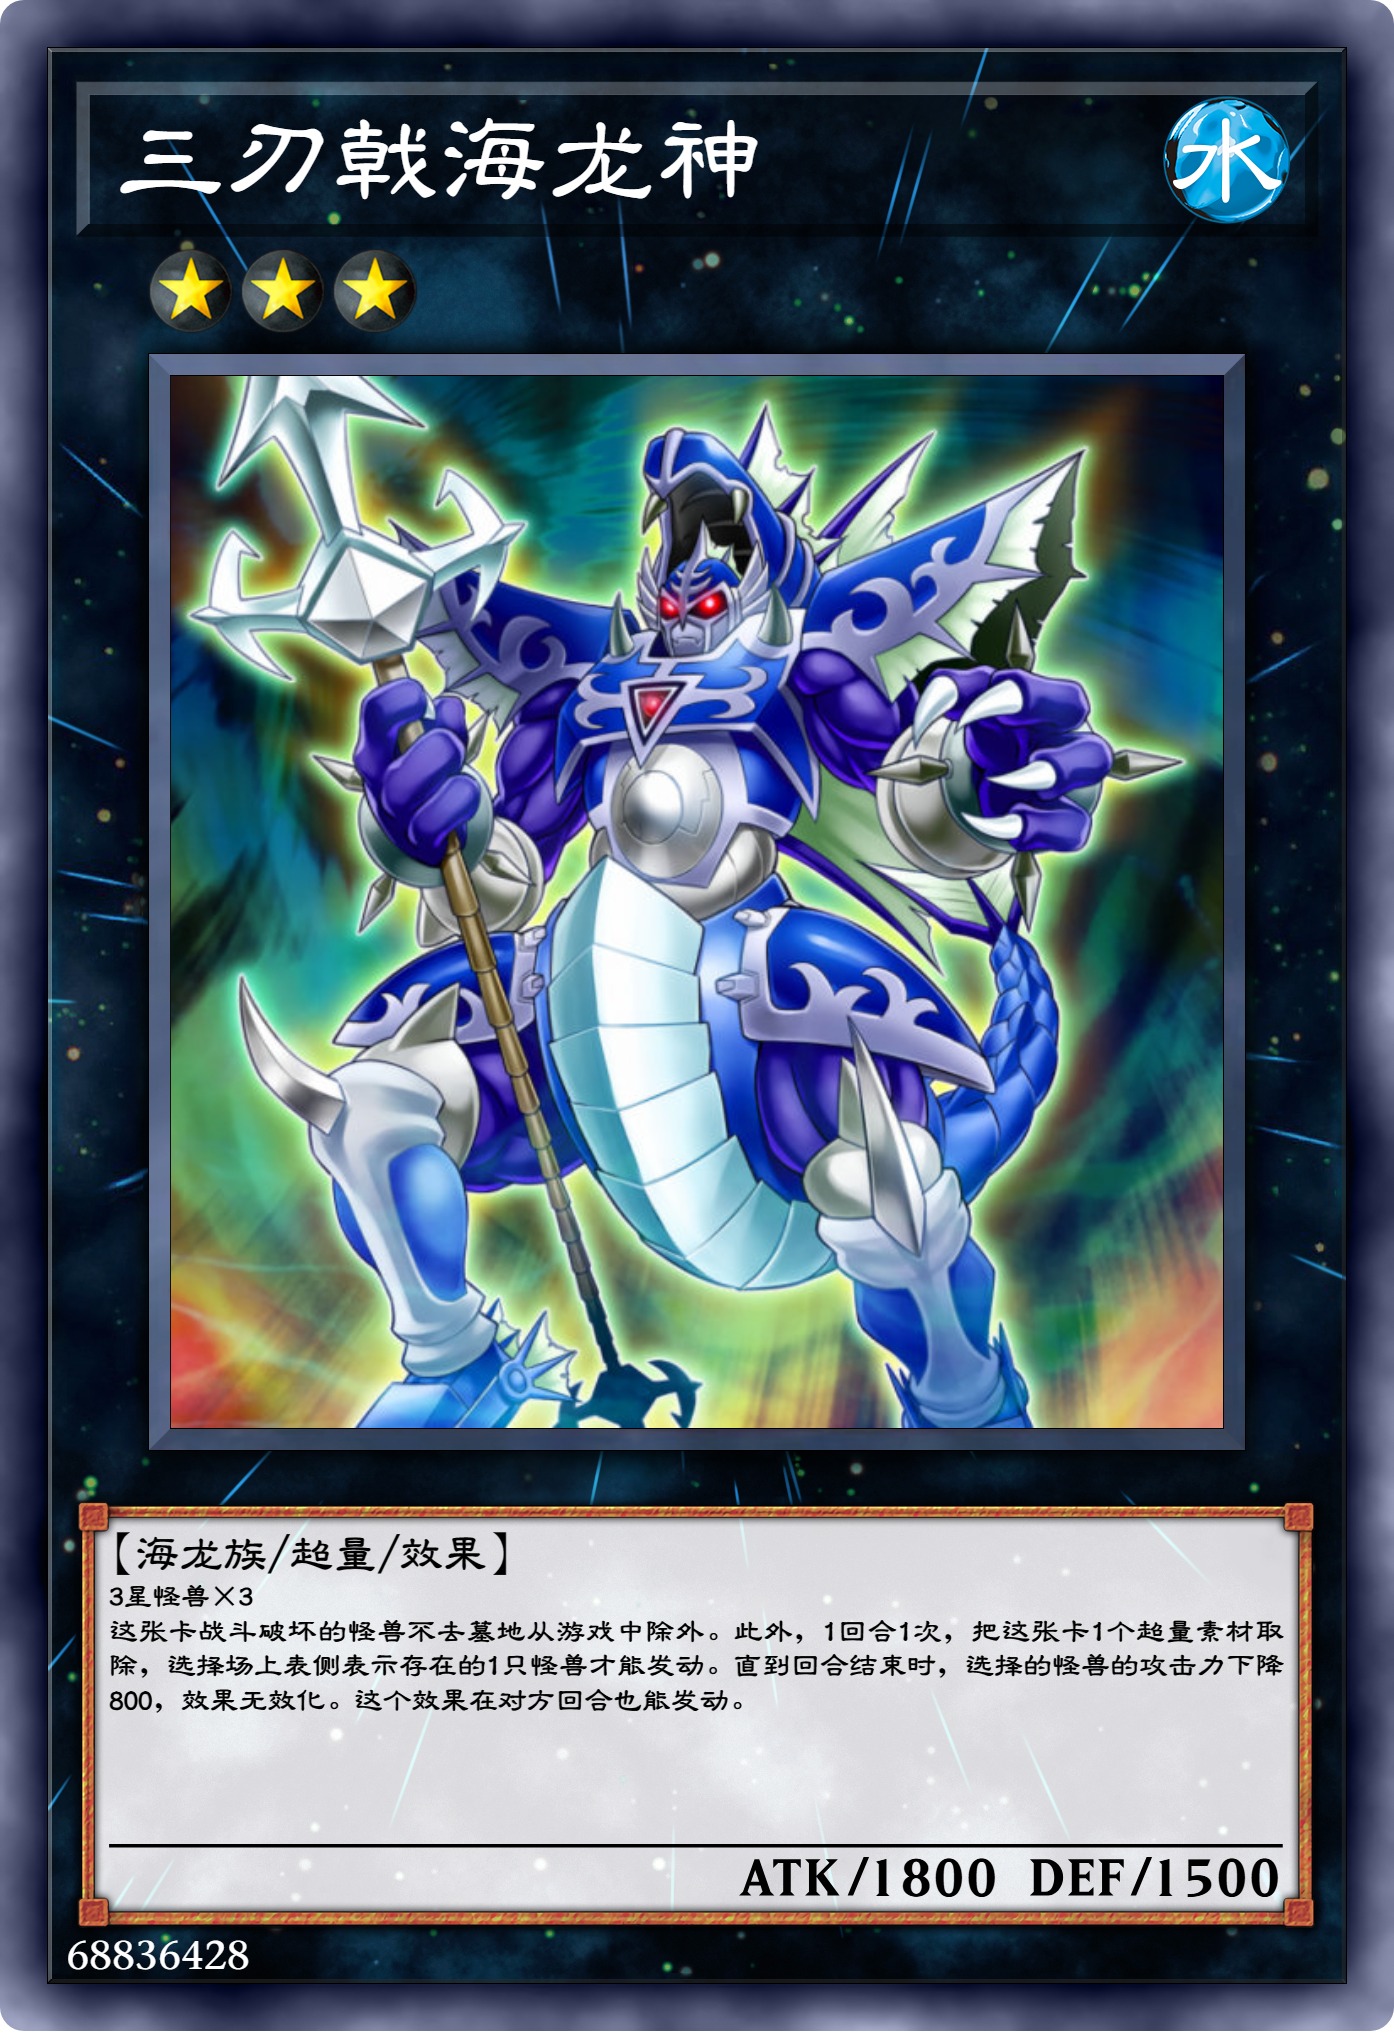 三刃戟海龙神
水
【海龙族/超量/效果】
3星怪兽×3
这张卡战斗破坏的怪兽不去墓地从游戏中除外。此外，1回合1次，把这张卡1个超量素材取
除，选择场上表侧表示存在的1只怪兽才能发动。直到回合结束时，选择的怪兽的攻击力下降
800，效果无效化。这个效果在对方回合也能发动。
ATK/1800 DEF/1500
68836428